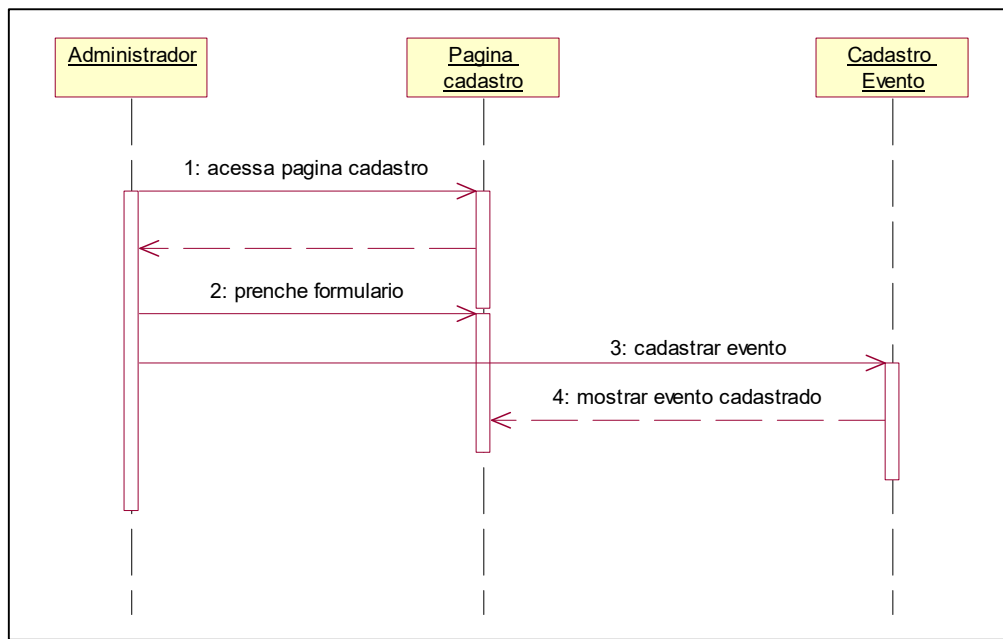 Administrador
Pagina
cadastro
Cadastro
Evento
1: acessa pagina cadastro
2: prenche formulario
3: cadastrar evento
4: mostrar evento cadastrado